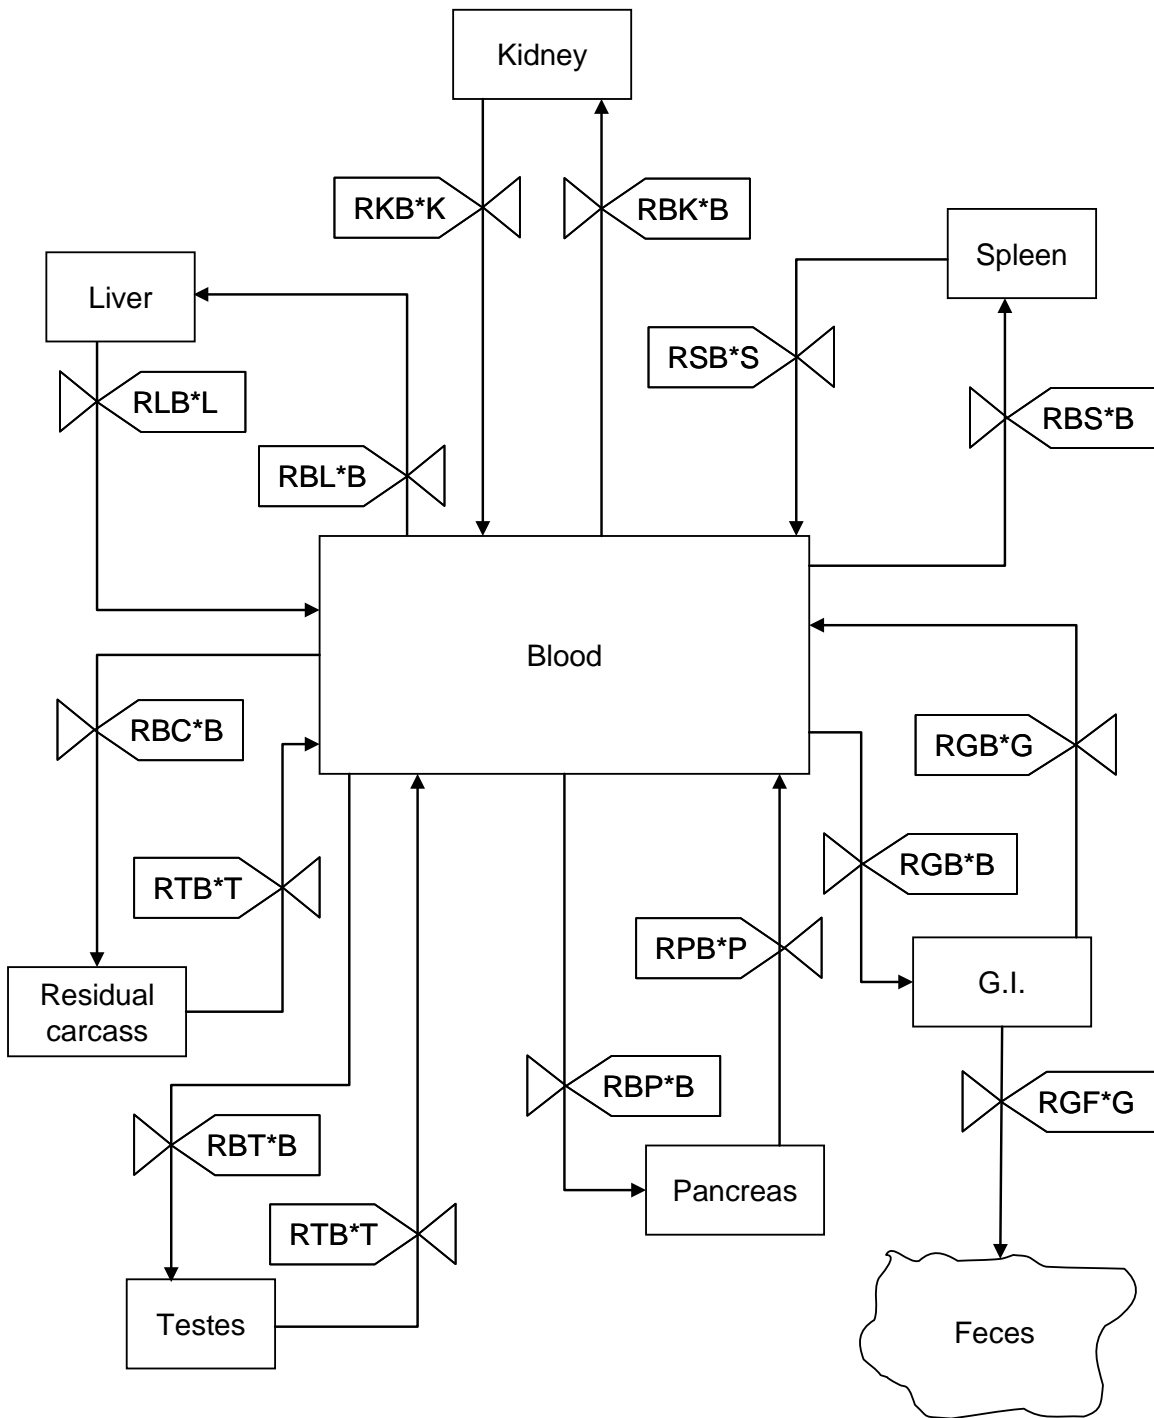 Kidney
RKB*K
RBK*B
Spleen
Liver
RSB*S
RLB*L
RBS*B
RBL*B
Blood
RBC*B
RGB*G
RTB*T
RGB*B
RPB*P
Residual
carcass
G.I.
RBP*B
RGF*G
RBT*B
Pancreas
RTB*T
Testes
Feces